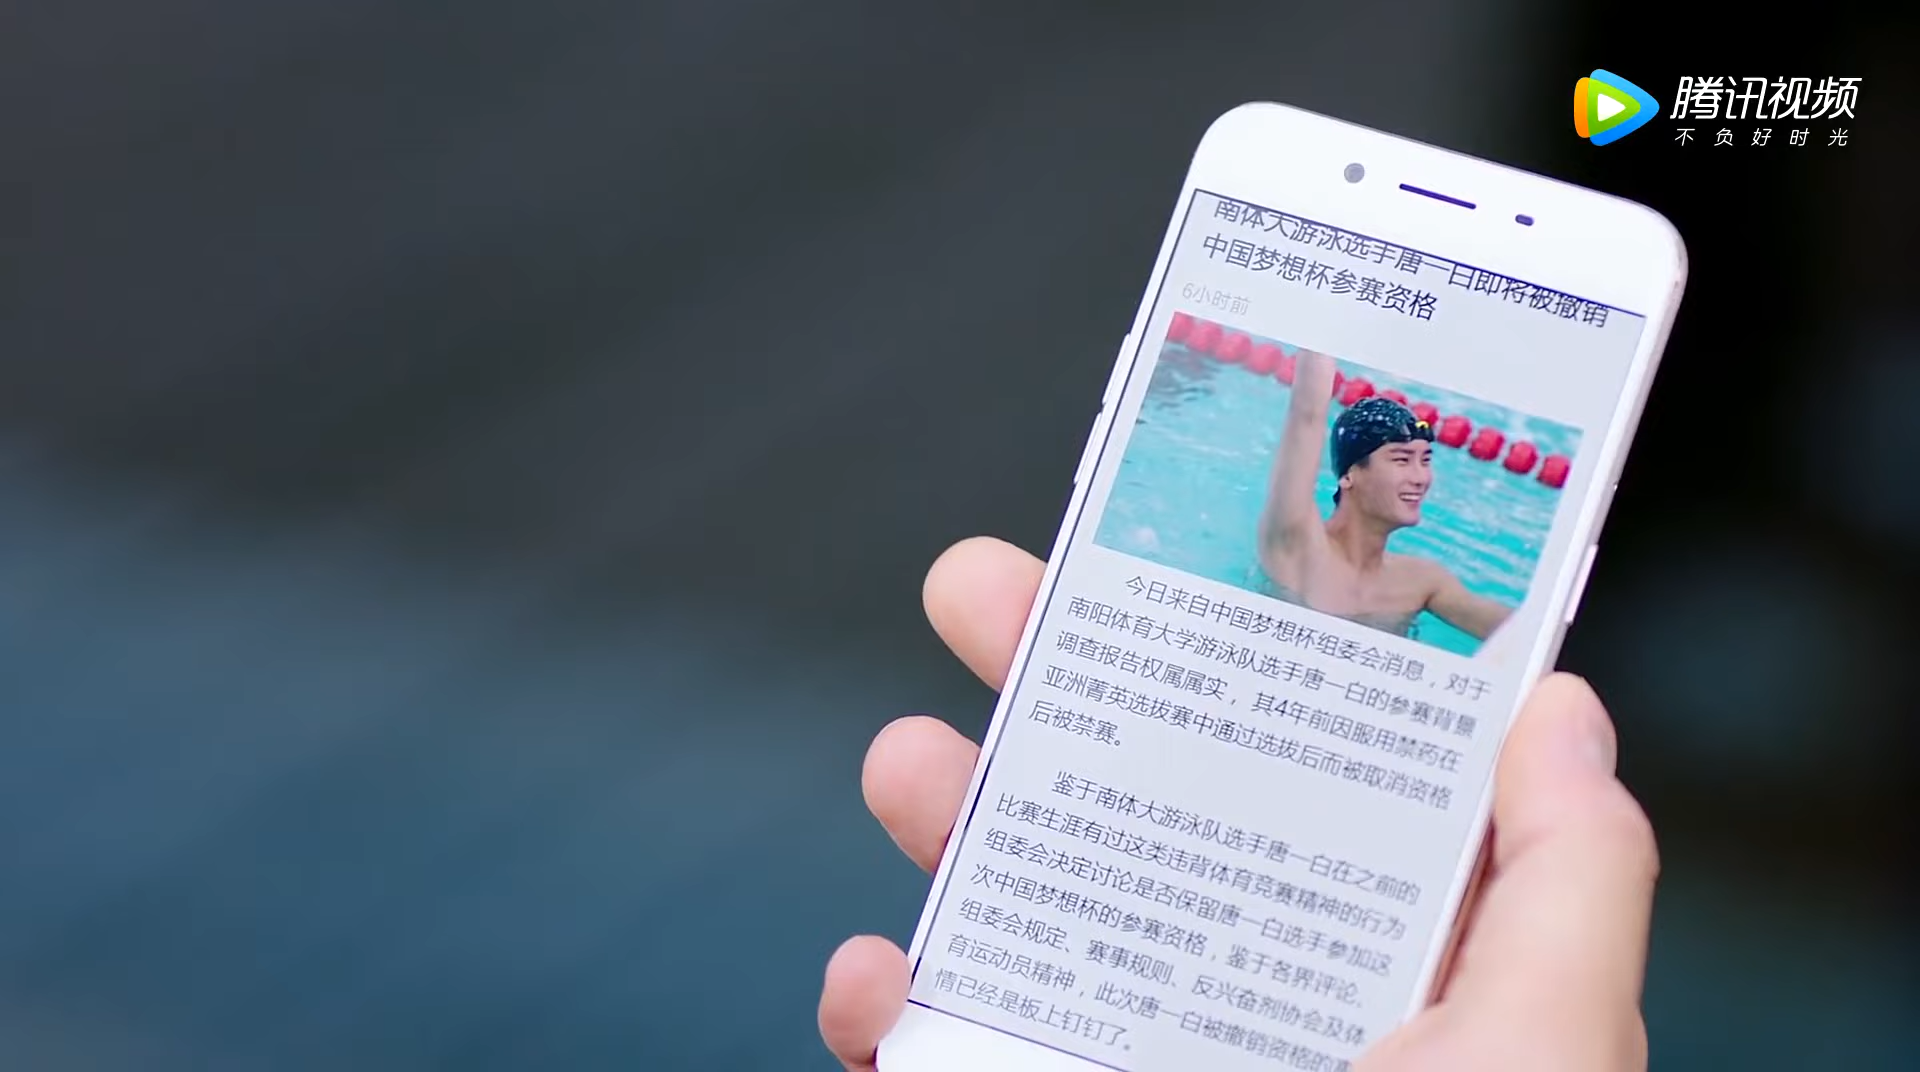 腾讯视频
不负好时光
南体大游泳选手唐一白即将被撤销
中国梦想杯参赛资格
6小时前
今日来自中国梦想杯组委会消息，对于
南阳体育大学游泳队选手唐一白的参赛背景
调查报告权属属实，其4年前因服用禁药在
亚洲菁英选拔赛中通过选拔后而被取消资格
后被禁赛。
鉴于南体大游泳队选手唐一白在之前的
比赛生涯有过这类违背体育竞赛精神的行为
组委会决定讨论是否保留唐一白选手参加这
次中国梦想杯的参赛资格，鉴于各界评论、
组委会规定、赛事规则、反兴奋剂协会及体
育运动员精神，此次唐一白被撤销资格的事
情已经是板上钉钉了。